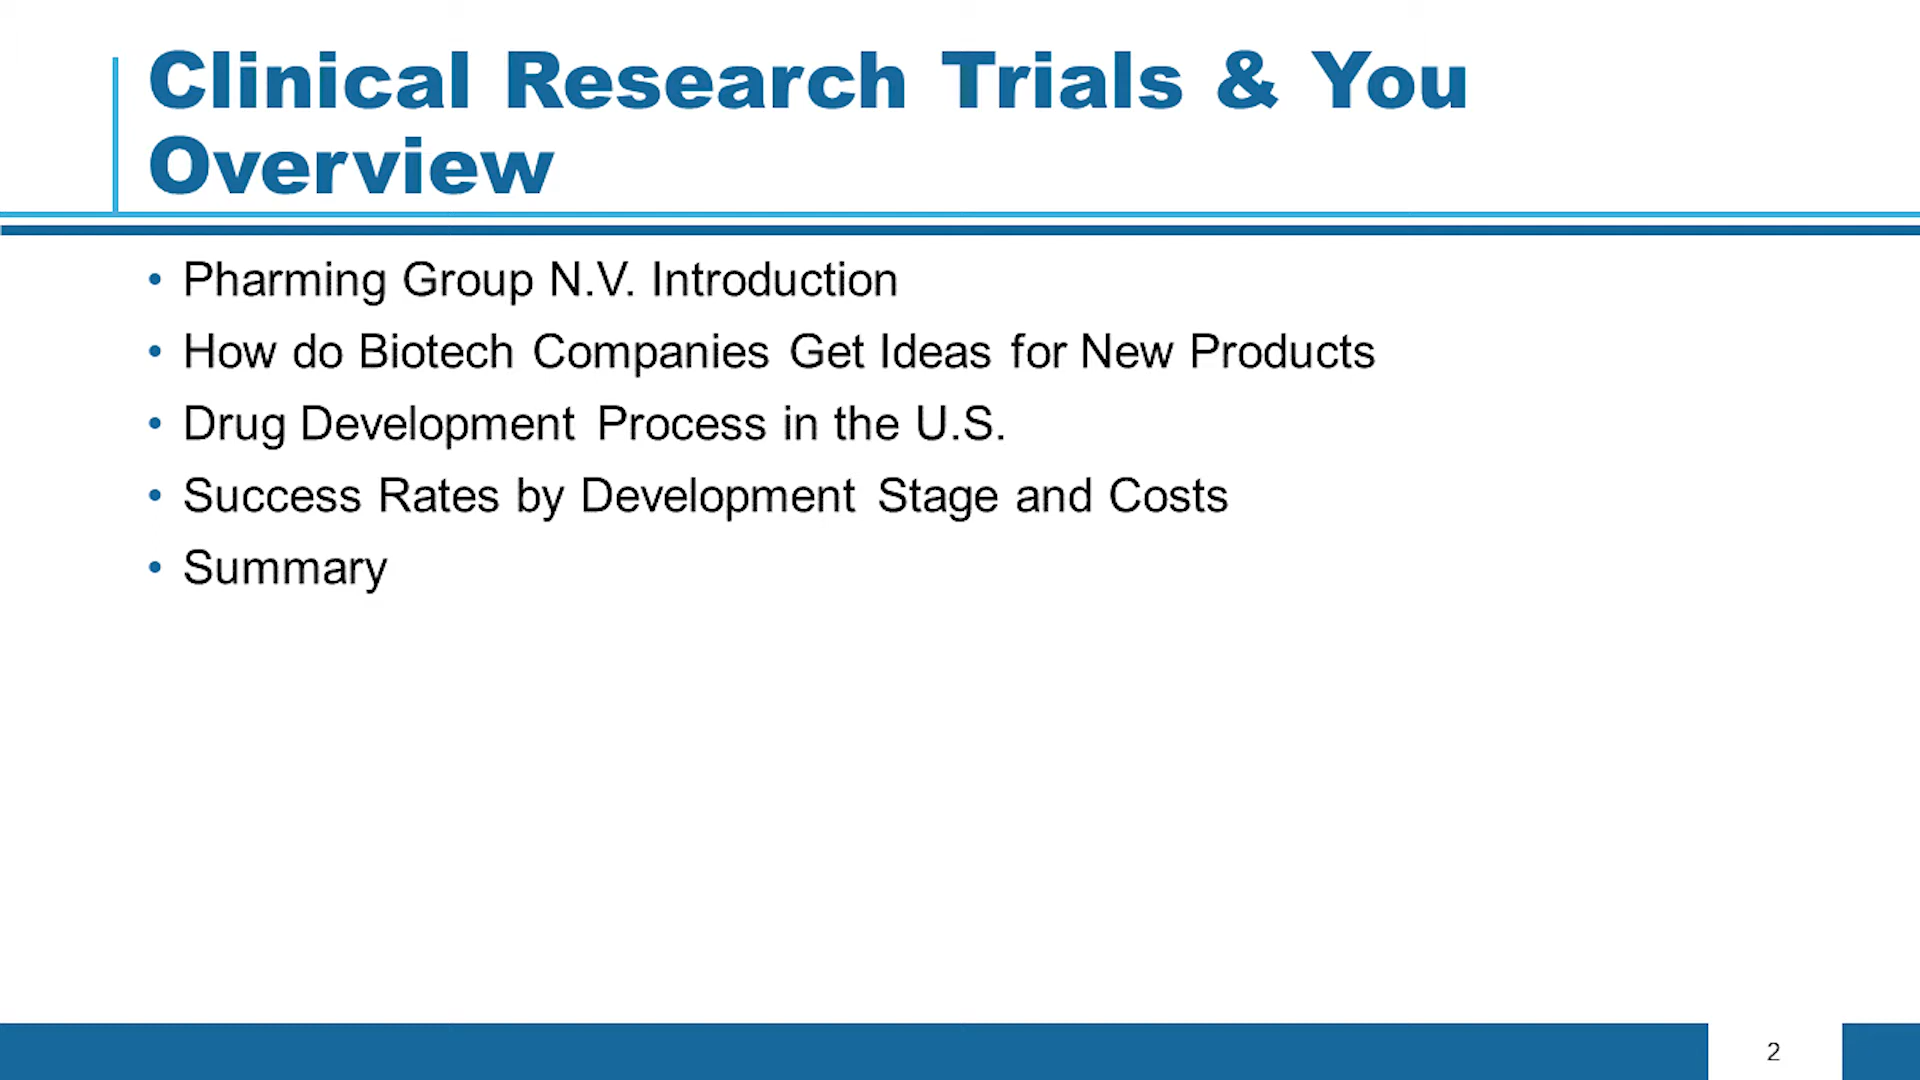 Clinical Research Trials & You
Overview
• Pharming Group N.V. Introduction
• How do Biotech Companies Get Ideas for New Products
• Drug Development Process in the U.S.
• Success Rates by Development Stage and Costs
• Summary
2